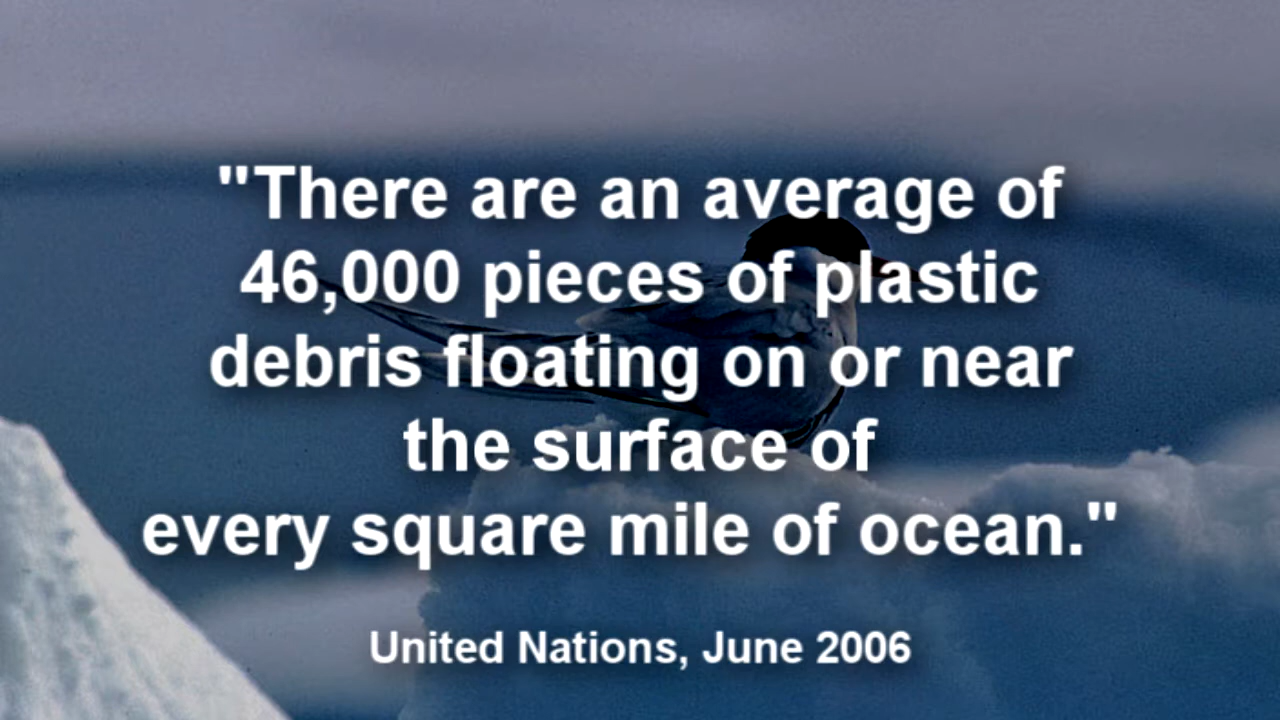 "There are an average of
46,000 pieces of plastic
debris floating on or near
the surface of
every square mile of ocean."
United Nations, June 2006